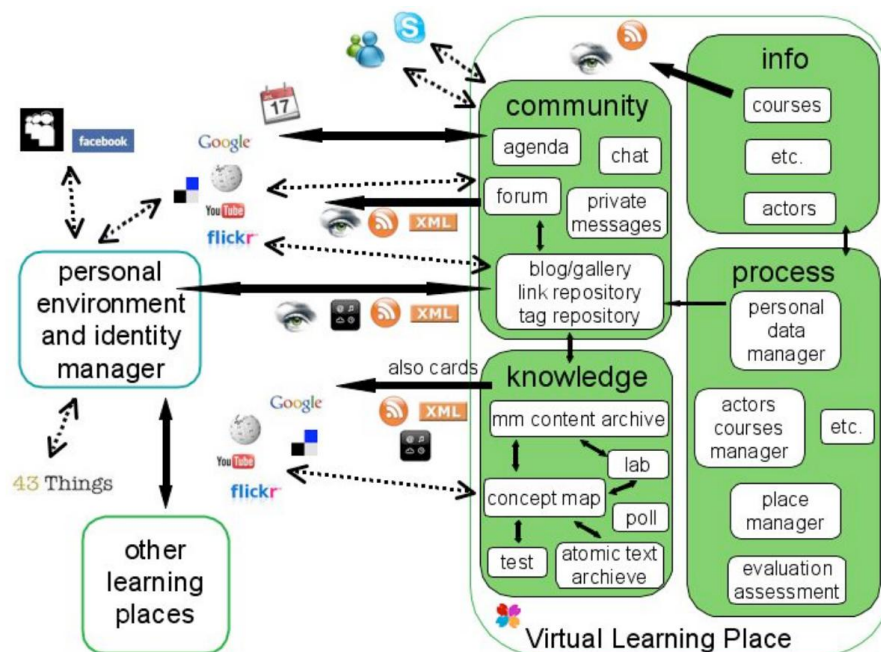 17
facebook
Google
You Tube
flickr
XML
personal
environment
and identity
manager
XML
43 Things
other
learning
places
also cards
Google
XML
You Tube
flickr
community
agenda
chat
forum
private
messages
blog/gallery
link repository
tag repository
knowledge
mm content archive
lab
concept map
poll
test
atomic text
archieve
info
courses
etc.
actors
process
personal
data
manager
actors
courses
manager
etc.
place
manager
evaluation
assessment
Virtual Learning Place
S